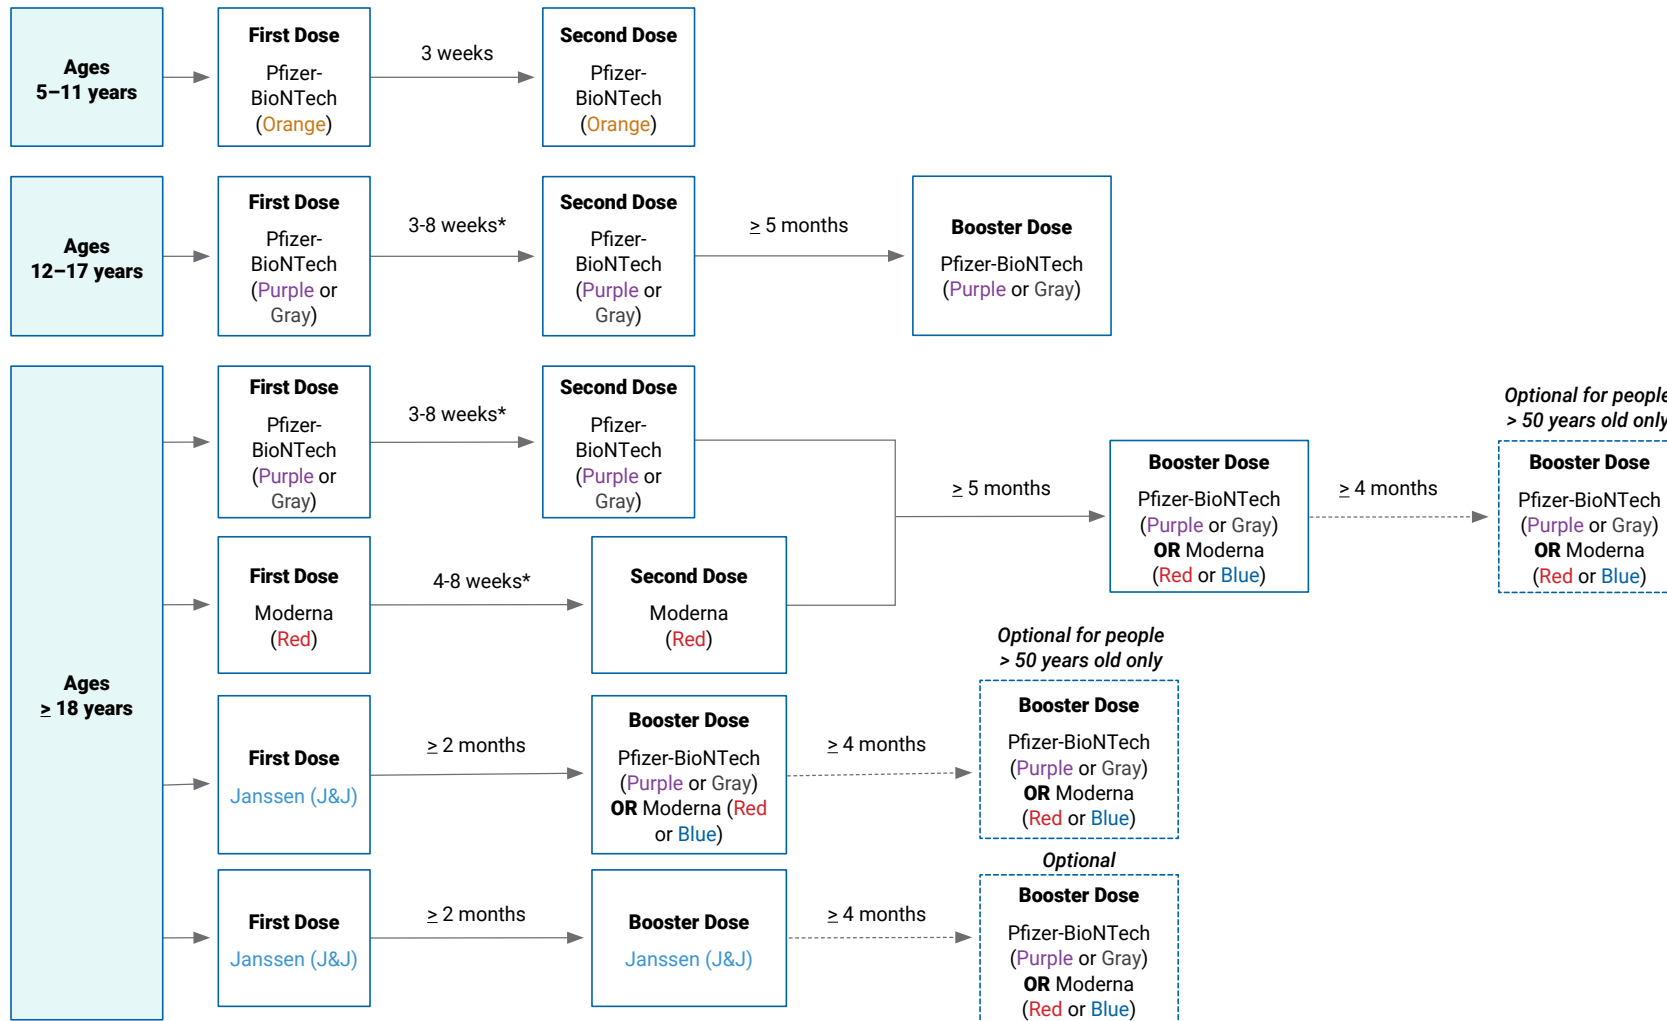 Ages
5–11 years
First Dose
Pfizer-
BioNTech
(Orange)
3 weeks
Second Dose
Pfizer-
BioNTech
(Orange)
Ages
12–17 years
First Dose
Pfizer-
BioNTech
(Purple or
Gray)
3-8 weeks*
Second Dose
Pfizer-
BioNTech
(Purple or
Gray)
≥ 5 months
Booster Dose
Pfizer-BioNTech
(Purple or Gray)
Ages
≥ 18 years
First Dose
Pfizer-
BioNTech
(Purple or
Gray)
3-8 weeks*
Second Dose
Pfizer-
BioNTech
(Purple or
Gray)
First Dose
Moderna
(Red)
4-8 weeks*
Second Dose
Moderna
(Red)
≥ 5 months
Booster Dose
Pfizer-BioNTech
(Purple or Gray)
OR Moderna
(Red or Blue)
≥ 4 months
Optional for people
> 50 years old only
Booster Dose
Pfizer-BioNTech
(Purple or Gray)
OR Moderna
(Red or Blue)
First Dose
Janssen (J&J)
≥ 2 months
Booster Dose
Pfizer-BioNTech
(Purple or Gray)
OR Moderna (Red
or Blue)
≥ 4 months
Optional for people
> 50 years old only
Booster Dose
Pfizer-BioNTech
(Purple or Gray)
OR Moderna
(Red or Blue)
First Dose
Janssen (J&J)
≥ 2 months
Booster Dose
Janssen (J&J)
≥ 4 months
Optional
Booster Dose
Pfizer-BioNTech
(Purple or Gray)
OR Moderna
(Red or Blue)